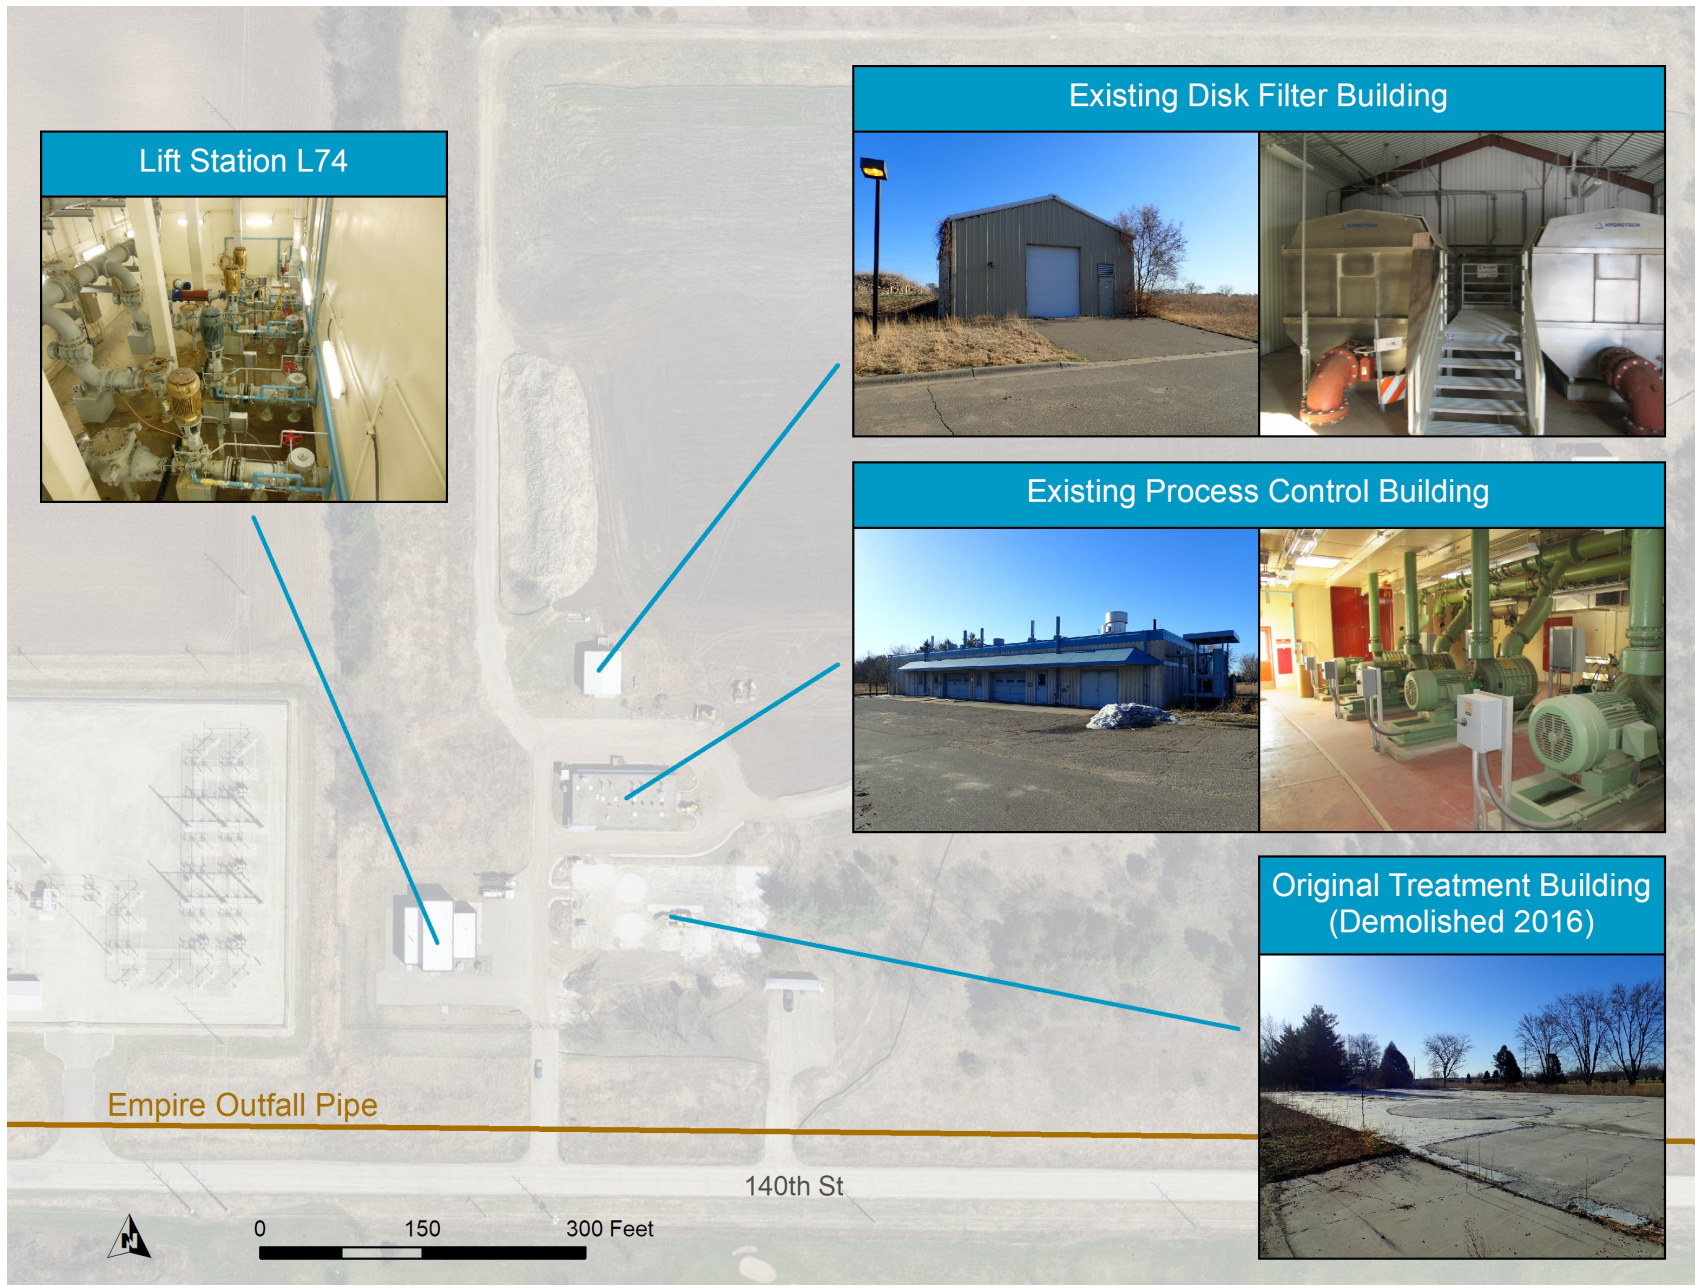 Existing Disk Filter Building
Lift Station L74
HYDROTECH
Existing Process Control Building
Original Treatment Building
(Demolished 2016)
Empire Outfall Pipe
140th St
0 150 300 Feet
N